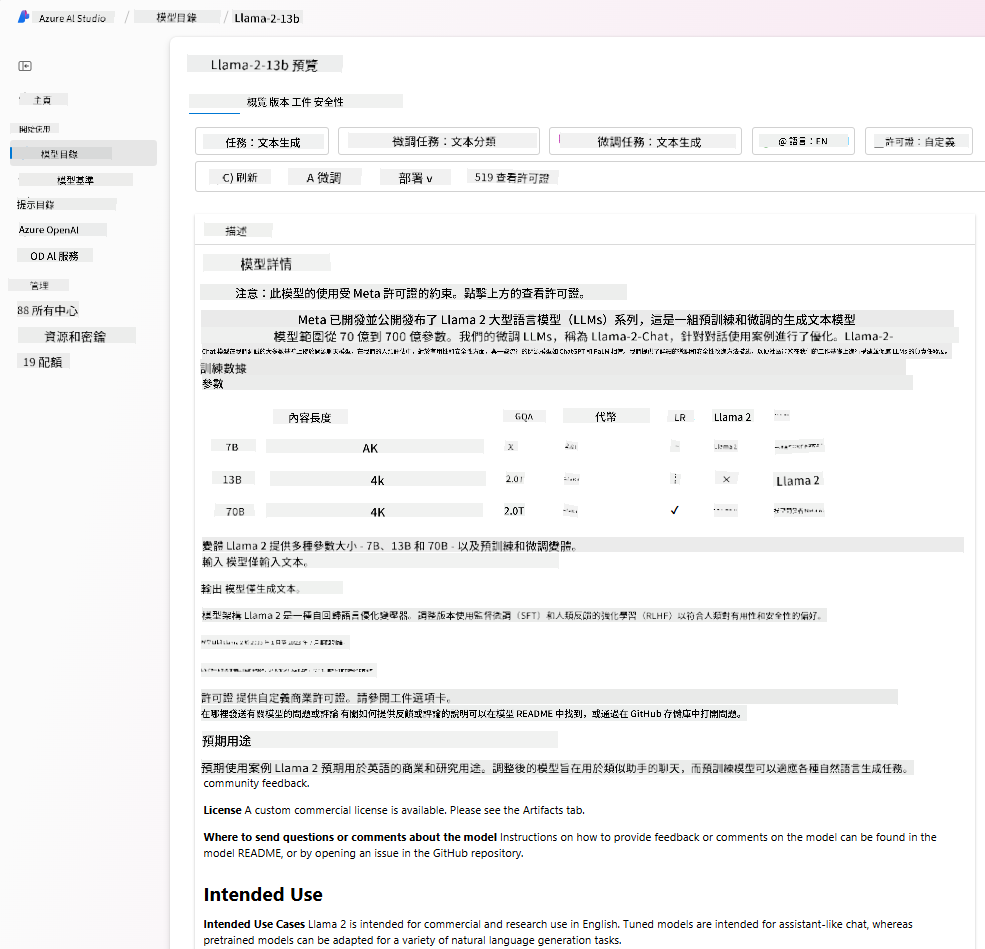 Azure AI Studio / 模型目錄 / Llama-2-13b
Llama-2-13b 預覽
主頁
概覽 版本 工件 安全性
開始使用
任務：文本生成
微調任務：文本分類
微調任務：文本生成
@ 語言：EN
許可證：自定義
模型目錄
C) 刷新
A 微調
部署 v
519 查看許可證
模型基準
提示目錄
Azure OpenAI
OD Al 服務
管理
88 所有中心
資源和密鑰
19 配額
描述
模型詳情
注意：此模型的使用受 Meta 許可證的約束。點擊上方的查看許可證。
Meta 已開發並公開發布了 Llama 2 大型語言模型（LLMs）系列，這是一組預訓練和微調的生成文本模型
模型範圍從 70 億到 700 億參數。我們的微調 LLMs，稱為 Llama-2-Chat，針對對話使用案例進行了優化。Llama-2-
訓練數據
參數
內容長度 GQA 代幣 LR Llama 2
7B AK X 2.0T Llama 2
13B 4k 2.0T ✕ Llama 2
70B 4K 2.0T ✓
變體 Llama 2 提供多種參數大小 - 7B、13B 和 70B - 以及預訓練和微調變體。
輸入 模型僅輸入文本。
輸出 模型僅生成文本。
模型架構 Llama 2 是一種自回歸語言優化變壓器。調整版本使用監督微調（SFT）和人類反饋的強化學習（RLHF）以符合人類對有用性和安全性的偏好。
許可證 提供自定義商業許可證。請參閱工件選項卡。
在哪裡發送有關模型的問題或評論 有關如何提供反饋或評論的說明可以在模型 README 中找到，或通過在 GitHub 存儲庫中打開問題。
預期用途
預期使用案例 Llama 2 預期用於英語的商業和研究用途。調整後的模型旨在用於類似助手的聊天，而預訓練模型可以適應各種自然語言生成任務。
community feedback.
License A custom commercial license is available. Please see the Artifacts tab.
Where to send questions or comments about the model Instructions on how to provide feedback or comments on the model can be found in the
model README, or by opening an issue in the GitHub repository.
Intended Use
Intended Use Cases Llama 2 is intended for commercial and research use in English. Tuned models are intended for assistant-like chat, whereas
pretrained models can be adapted for a variety of natural language generation tasks.